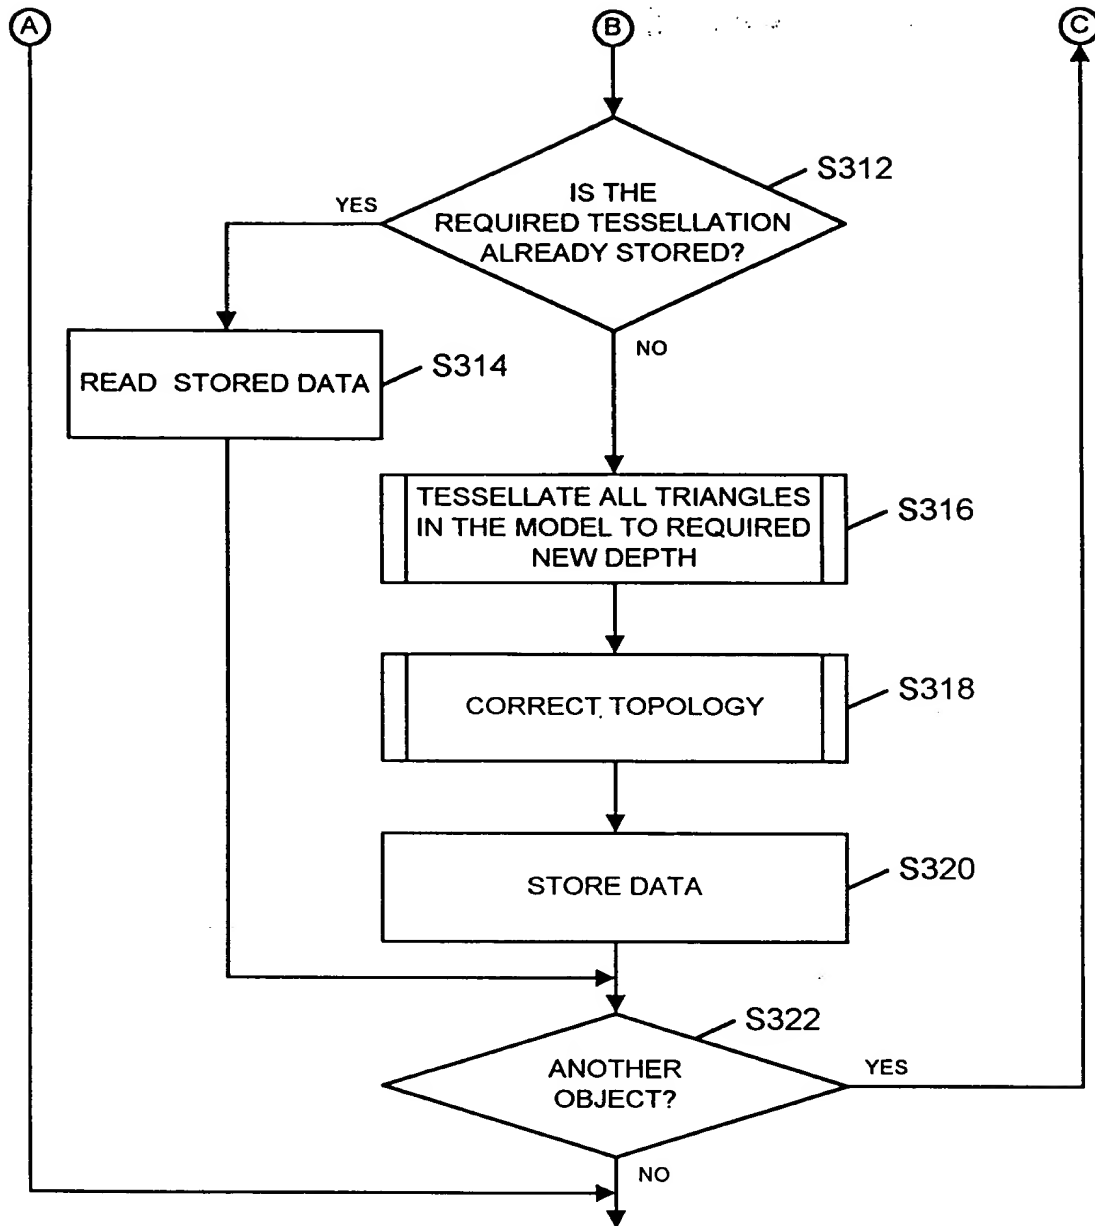 A
B
C
S312
IS THE
REQUIRED TESSELLATION
ALREADY STORED?
YES
NO
READ STORED DATA
S314
TESSELLATE ALL TRIANGLES
IN THE MODEL TO REQUIRED
NEW DEPTH
S316
CORRECT TOPOLOGY
S318
STORE DATA
S320
S322
ANOTHER
OBJECT?
YES
NO